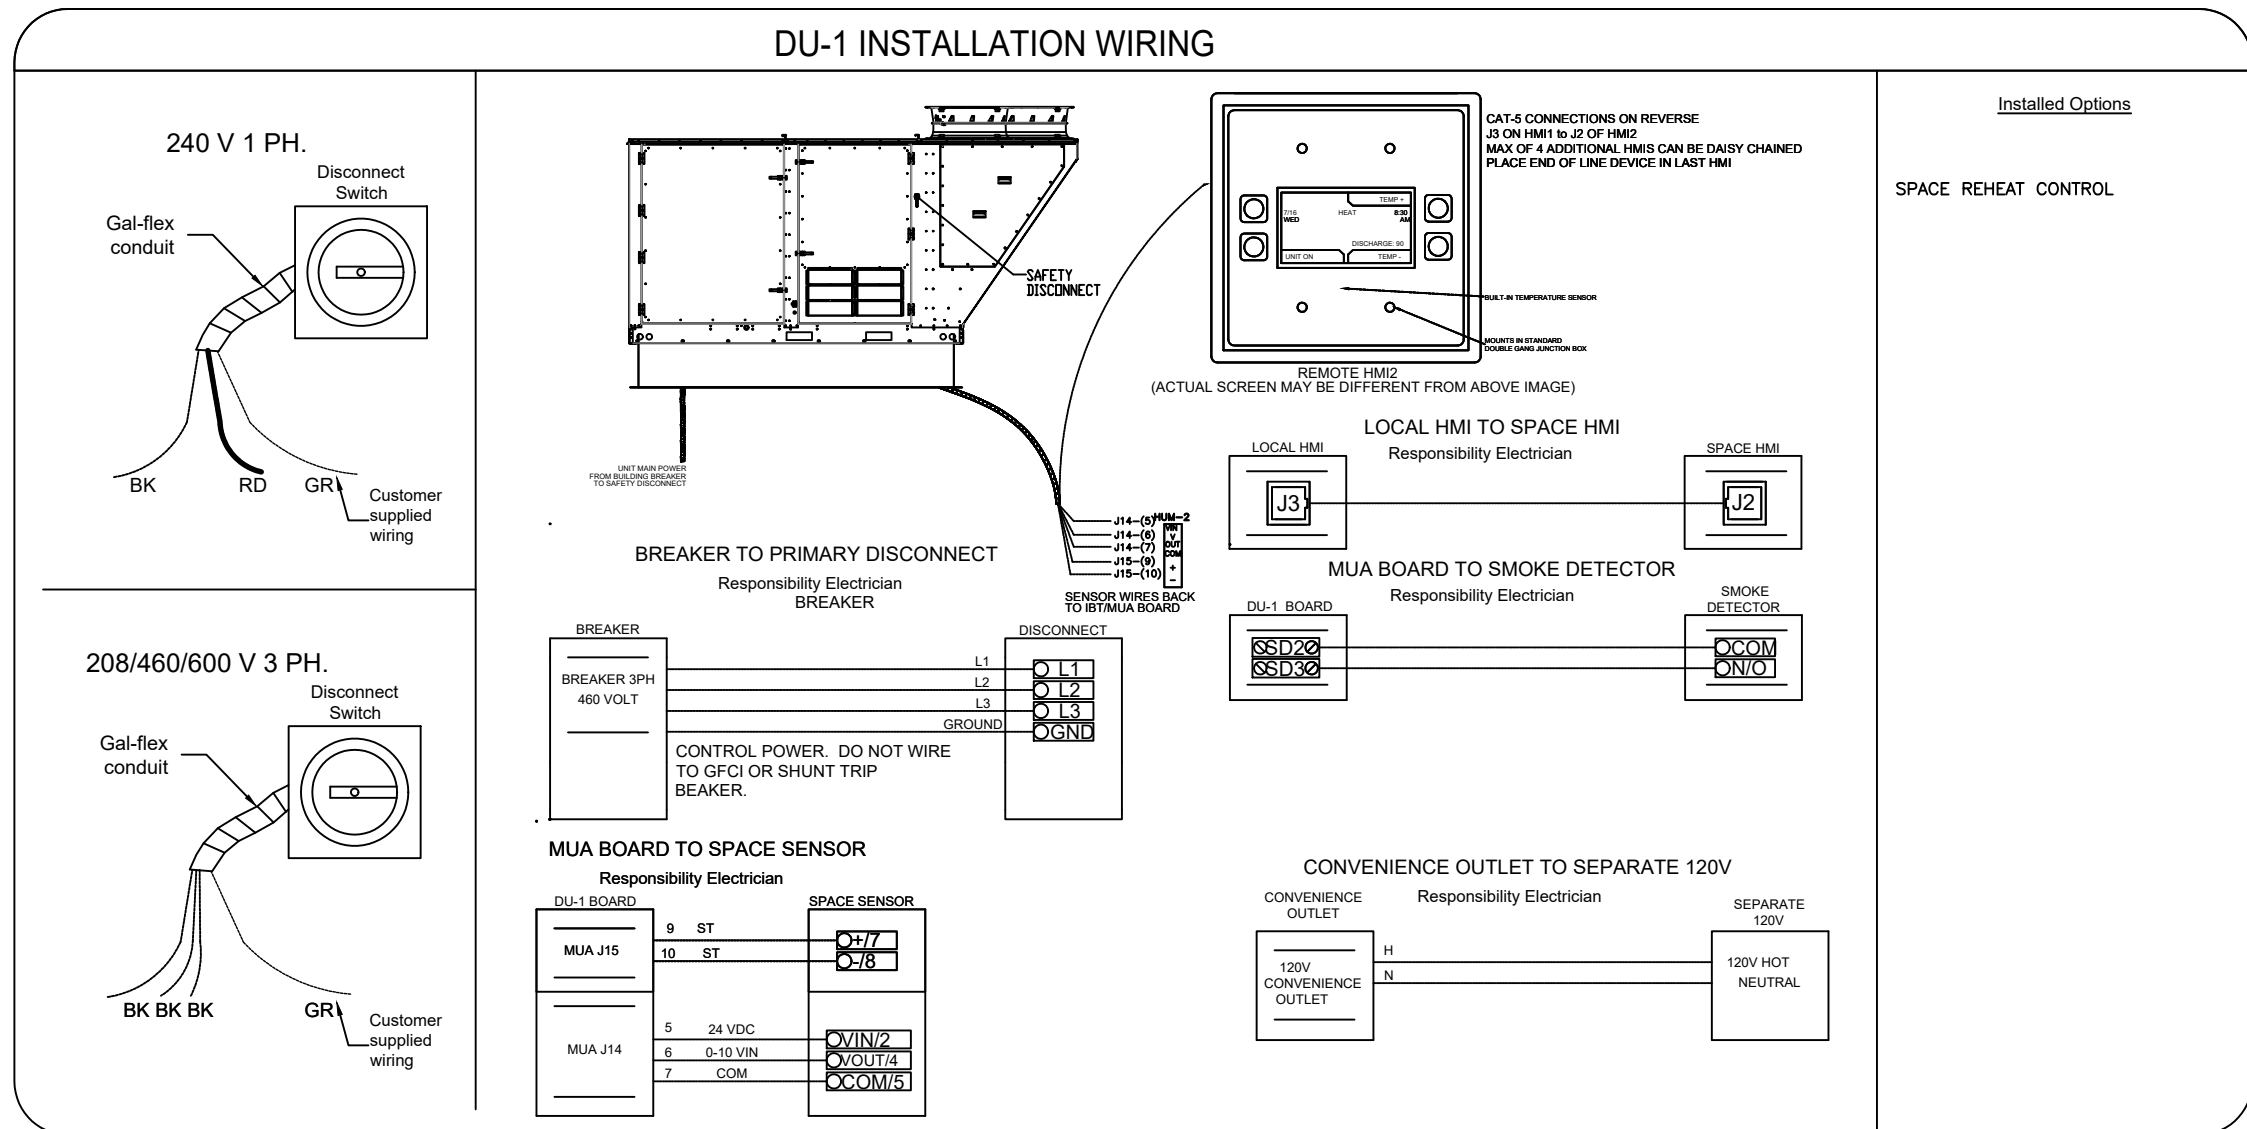 DU-1 INSTALLATION WIRING
240 V 1 PH.
Disconnect
Switch
Gal-flex
conduit
BK
RD
GR
Customer
supplied
wiring
208/460/600 V 3 PH.
Disconnect
Switch
Gal-flex
conduit
BK BK BK
GR
Customer
supplied
wiring
SAFETY
DISCONNECT
UNIT MAIN POWER
FROM BUILDING BREAKER
TO SAFETY DISCONNECT
J14-(5)
J14-(6)
J14-(7)
J15-(9)
J15-(10)
HUM-2
VIN
V
OUT
COM
+
-
SENSOR WIRES BACK
TO IBT/MUA BOARD
CAT-5 CONNECTIONS ON REVERSE
J3 ON HMI1 to J2 OF HMI2
MAX OF 4 ADDITIONAL HMIS CAN BE DAISY CHAINED
PLACE END OF LINE DEVICE IN LAST HMI
TEMP +
7/16
WED
HEAT
8:30
AM
DISCHARGE: 90
UNIT ON
TEMP -
BUILT-IN TEMPERATURE SENSOR
MOUNTS IN STANDARD
DOUBLE GANG JUNCTION BOX
REMOTE HMI2
(ACTUAL SCREEN MAY BE DIFFERENT FROM ABOVE IMAGE)
LOCAL HMI TO SPACE HMI
Responsibility Electrician
LOCAL HMI
SPACE HMI
J3
J2
BREAKER TO PRIMARY DISCONNECT
Responsibility Electrician
BREAKER
BREAKER
DISCONNECT
BREAKER 3PH
460 VOLT
L1
L2
L3
GROUND
L1
L2
L3
GND
CONTROL POWER. DO NOT WIRE
TO GFCI OR SHUNT TRIP
BEAKER.
MUA BOARD TO SMOKE DETECTOR
Responsibility Electrician
DU-1 BOARD
SMOKE
DETECTOR
SD2
SD3
COM
N/O
MUA BOARD TO SPACE SENSOR
Responsibility Electrician
DU-1 BOARD
SPACE SENSOR
MUA J15
9 ST
10 ST
+/7
-/8
MUA J14
5 24 VDC
6 0-10 VIN
7 COM
VIN/2
VOUT/4
COM/5
CONVENIENCE OUTLET TO SEPARATE 120V
Responsibility Electrician
CONVENIENCE
OUTLET
SEPARATE
120V
120V
CONVENIENCE
OUTLET
H
N
120V HOT
NEUTRAL
Installed Options
SPACE REHEAT CONTROL